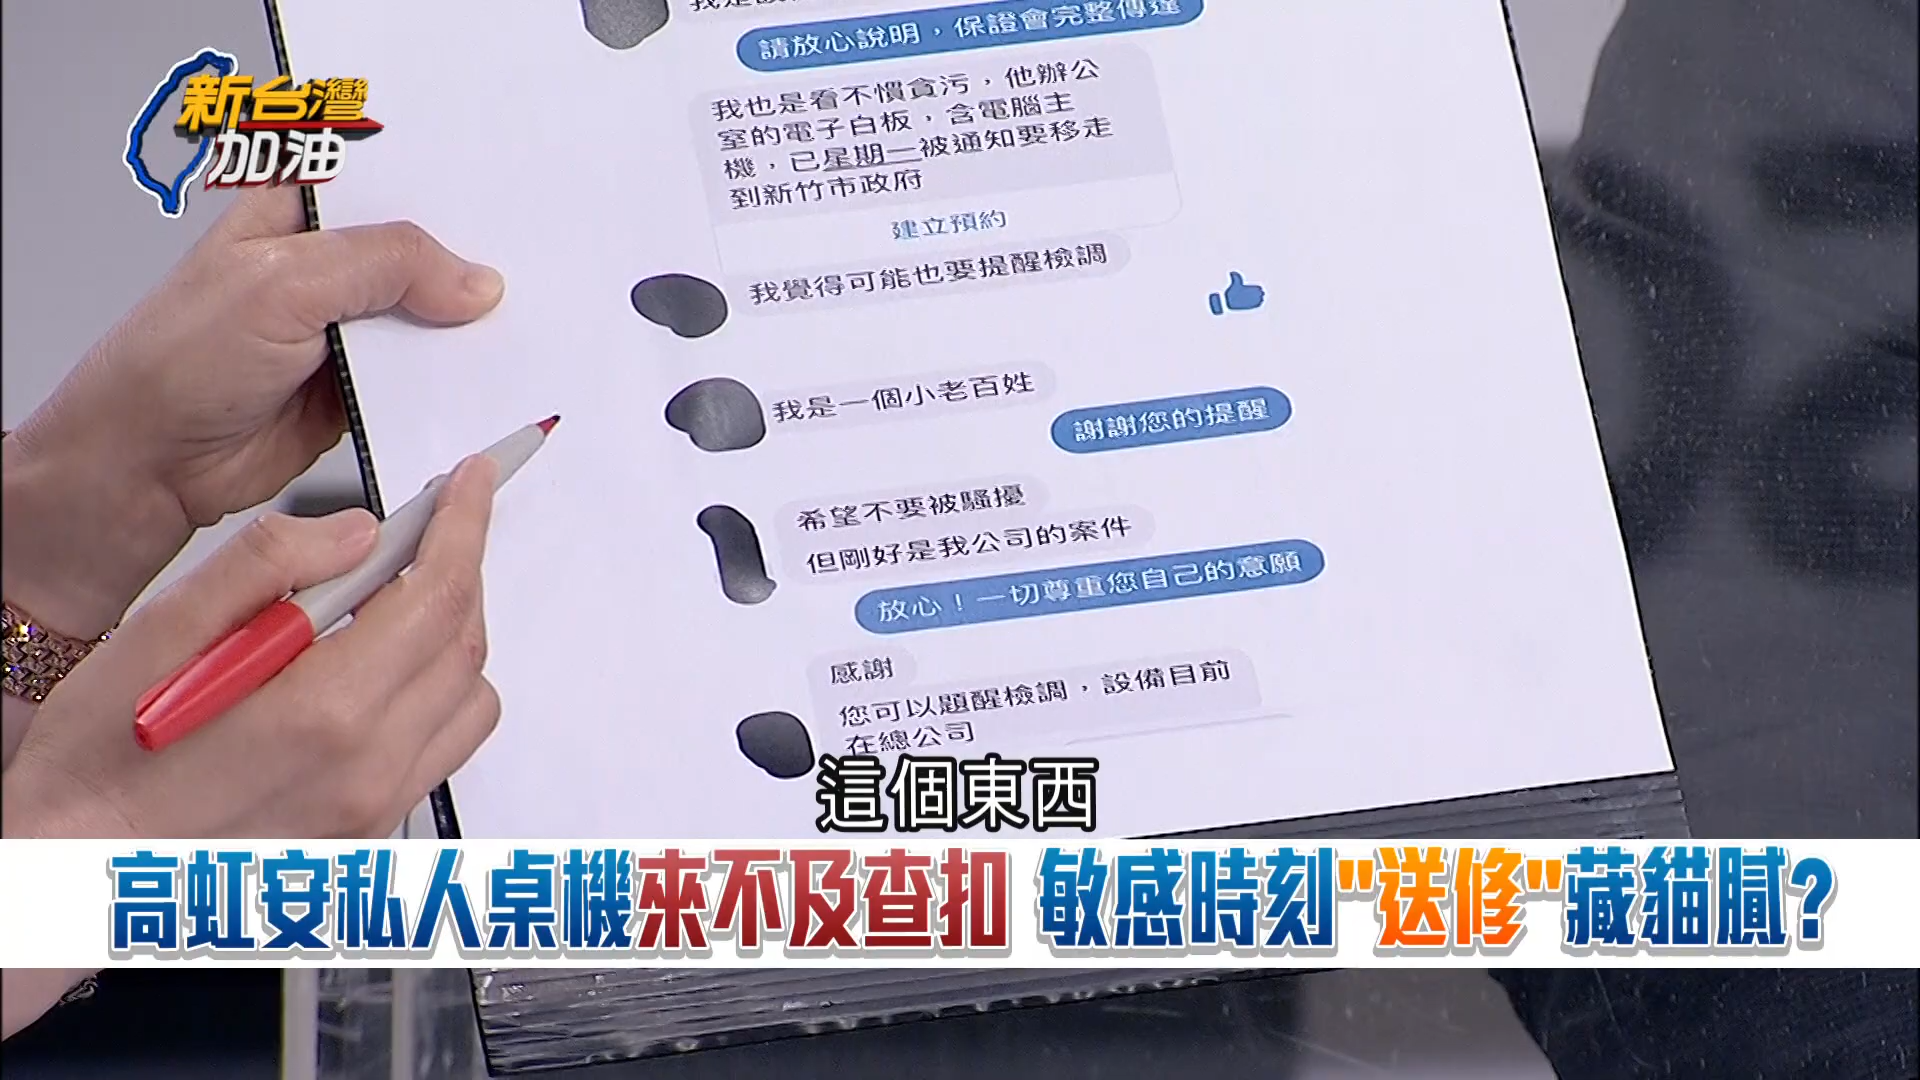 新台灣
加油
請放心說明，保證會完整傳達
我也是看不慣貪污，他辦公
室的電子白板，含電腦主
機，已星期一被通知要移走
到新竹市政府
建立預約
我覺得可能也要提醒檢調
我是一個小老百姓
謝謝您的提醒
希望不要被騷擾
但剛好是我公司的案件
放心！一切尊重您自己的意願
感謝
您可以題醒檢調，設備目前
在總公司
這個東西
高虹安私人桌機來不及查扣 敏感時刻"送修"藏貓膩?